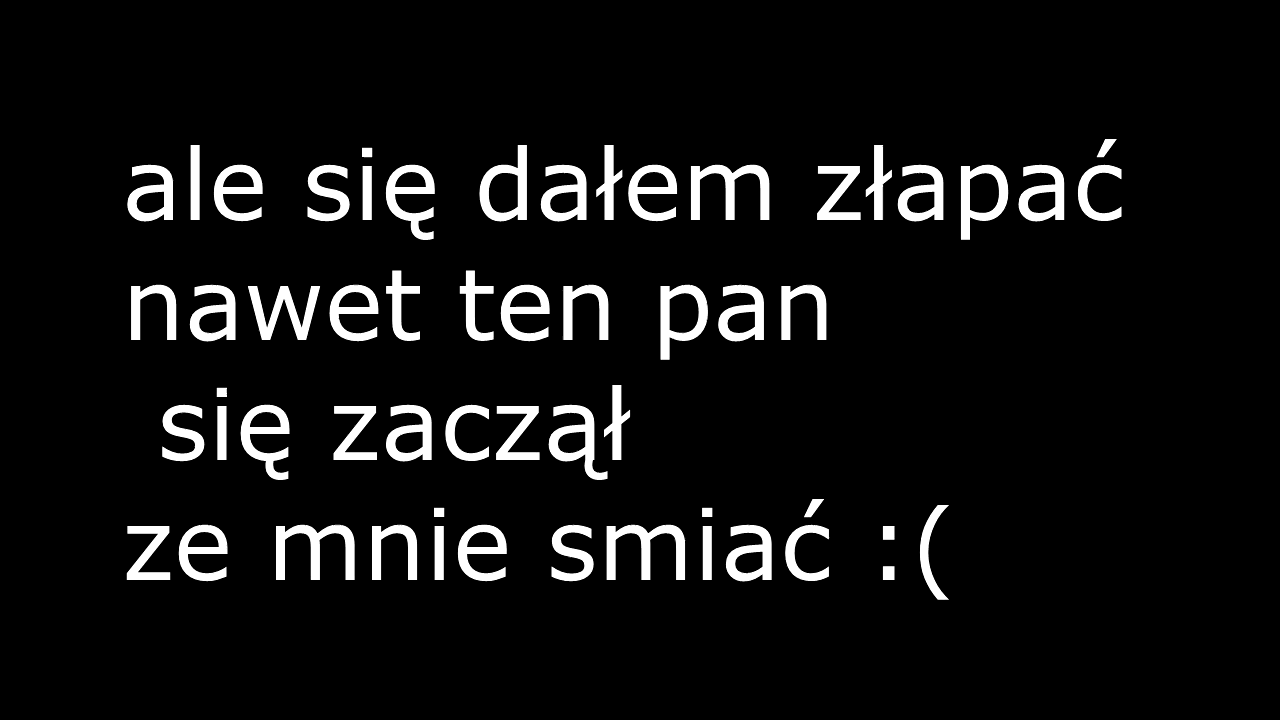 ale się dałem złapać
nawet ten pan
się zaczął
ze mnie smiać :(